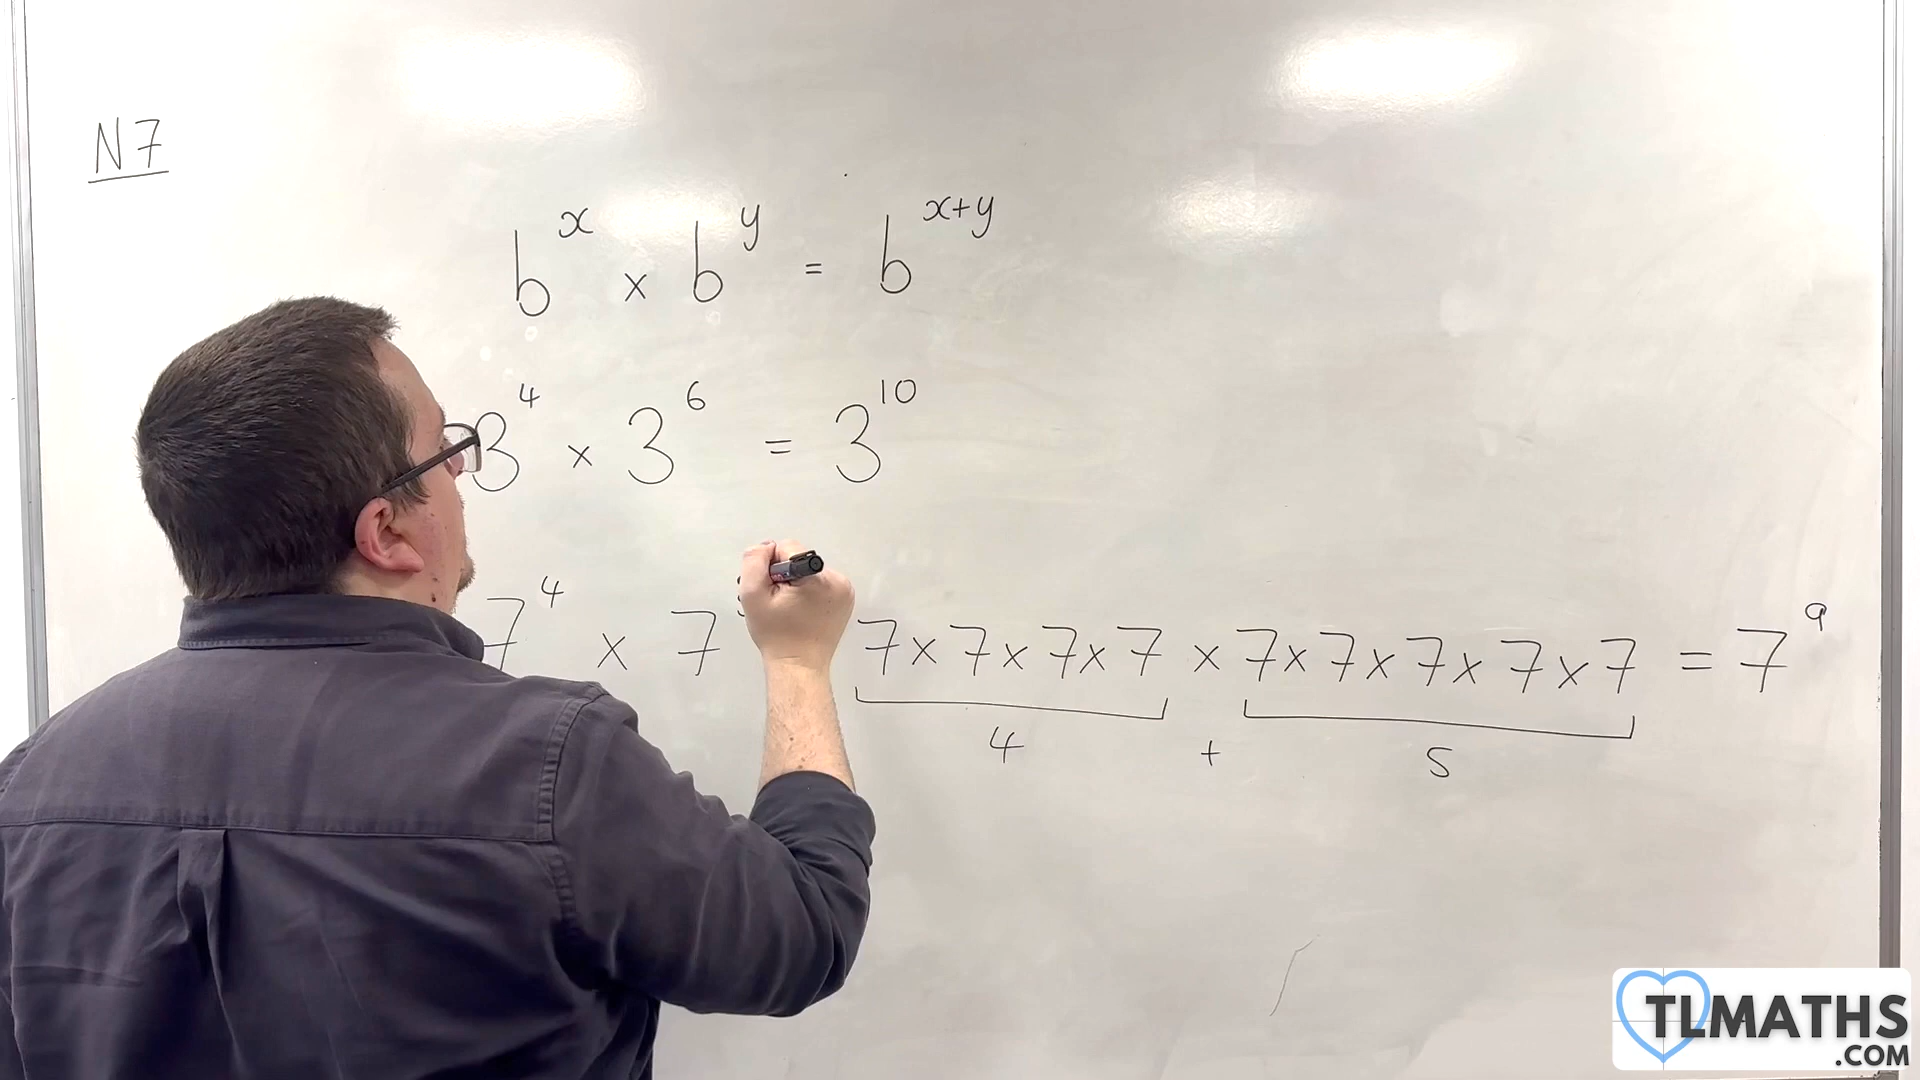 N7
b^x × b^y = b^(x+y)
3^4 × 3^6 = 3^10
7^4 × 7 7×7×7×7 × 7×7×7×7×7 = 7^9
4 + 5
TLMATHS
.COM